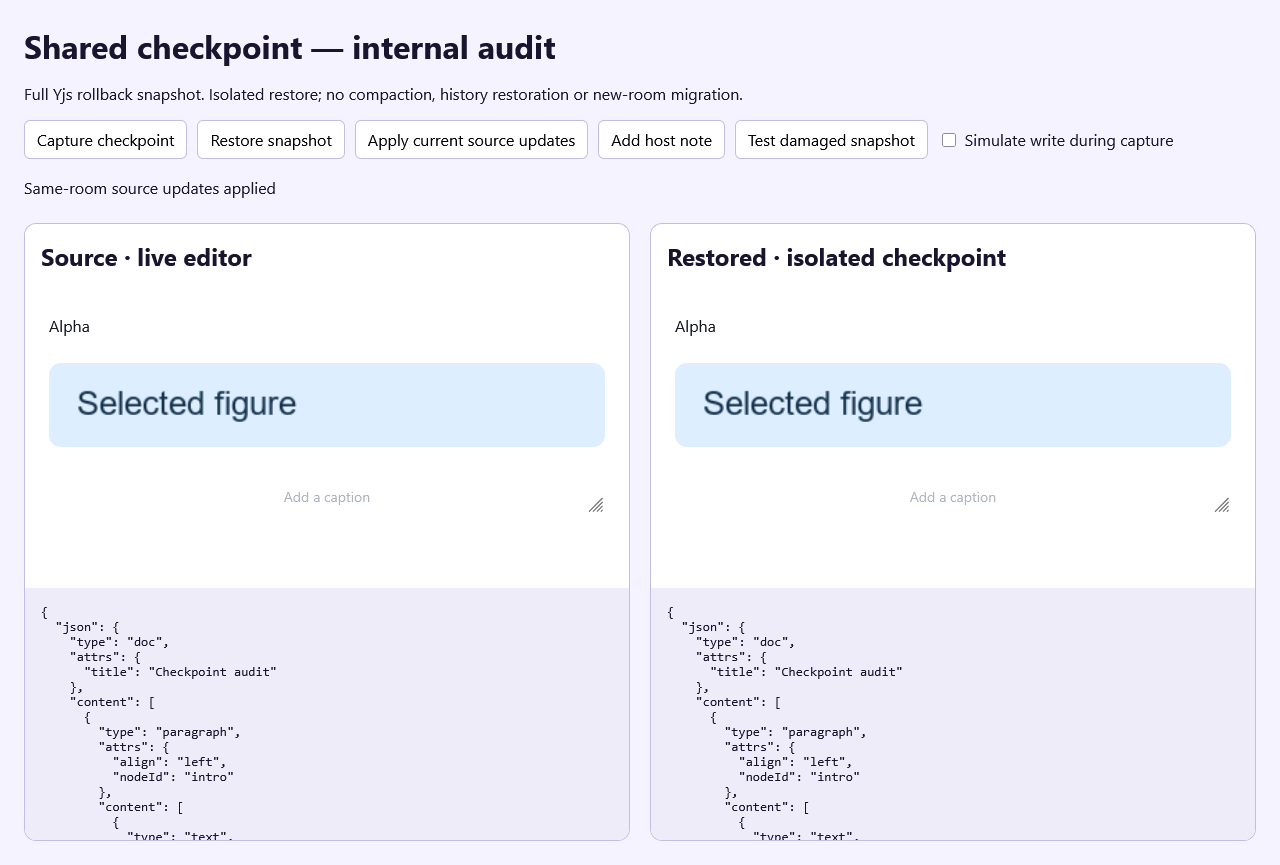 Shared checkpoint — internal audit
Full Yjs rollback snapshot. Isolated restore; no compaction, history restoration or new-room migration.
Capture checkpoint
Restore snapshot
Apply current source updates
Add host note
Test damaged snapshot
Simulate write during capture
Same-room source updates applied
Source · live editor
Alpha
Selected figure
Add a caption
{
  "json": {
    "type": "doc",
    "attrs": {
      "title": "Checkpoint audit"
    },
    "content": [
      {
        "type": "paragraph",
        "attrs": {
          "align": "left",
          "nodeId": "intro"
        },
        "content": [
          {
            "type": "text",
Restored · isolated checkpoint
Alpha
Selected figure
Add a caption
{
  "json": {
    "type": "doc",
    "attrs": {
      "title": "Checkpoint audit"
    },
    "content": [
      {
        "type": "paragraph",
        "attrs": {
          "align": "left",
          "nodeId": "intro"
        },
        "content": [
          {
            "type": "text",